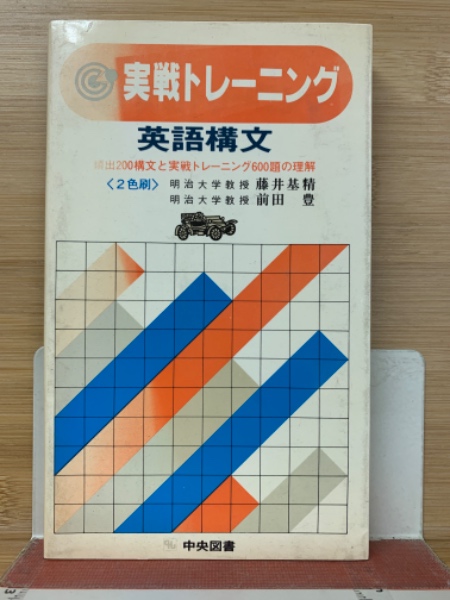 実戦トレーニング
英語構文
頻出200構文と実戦トレーニング600題の理解
〈2色刷〉 明治大学教授 藤井基精
明治大学教授 前田 豊
中央図書